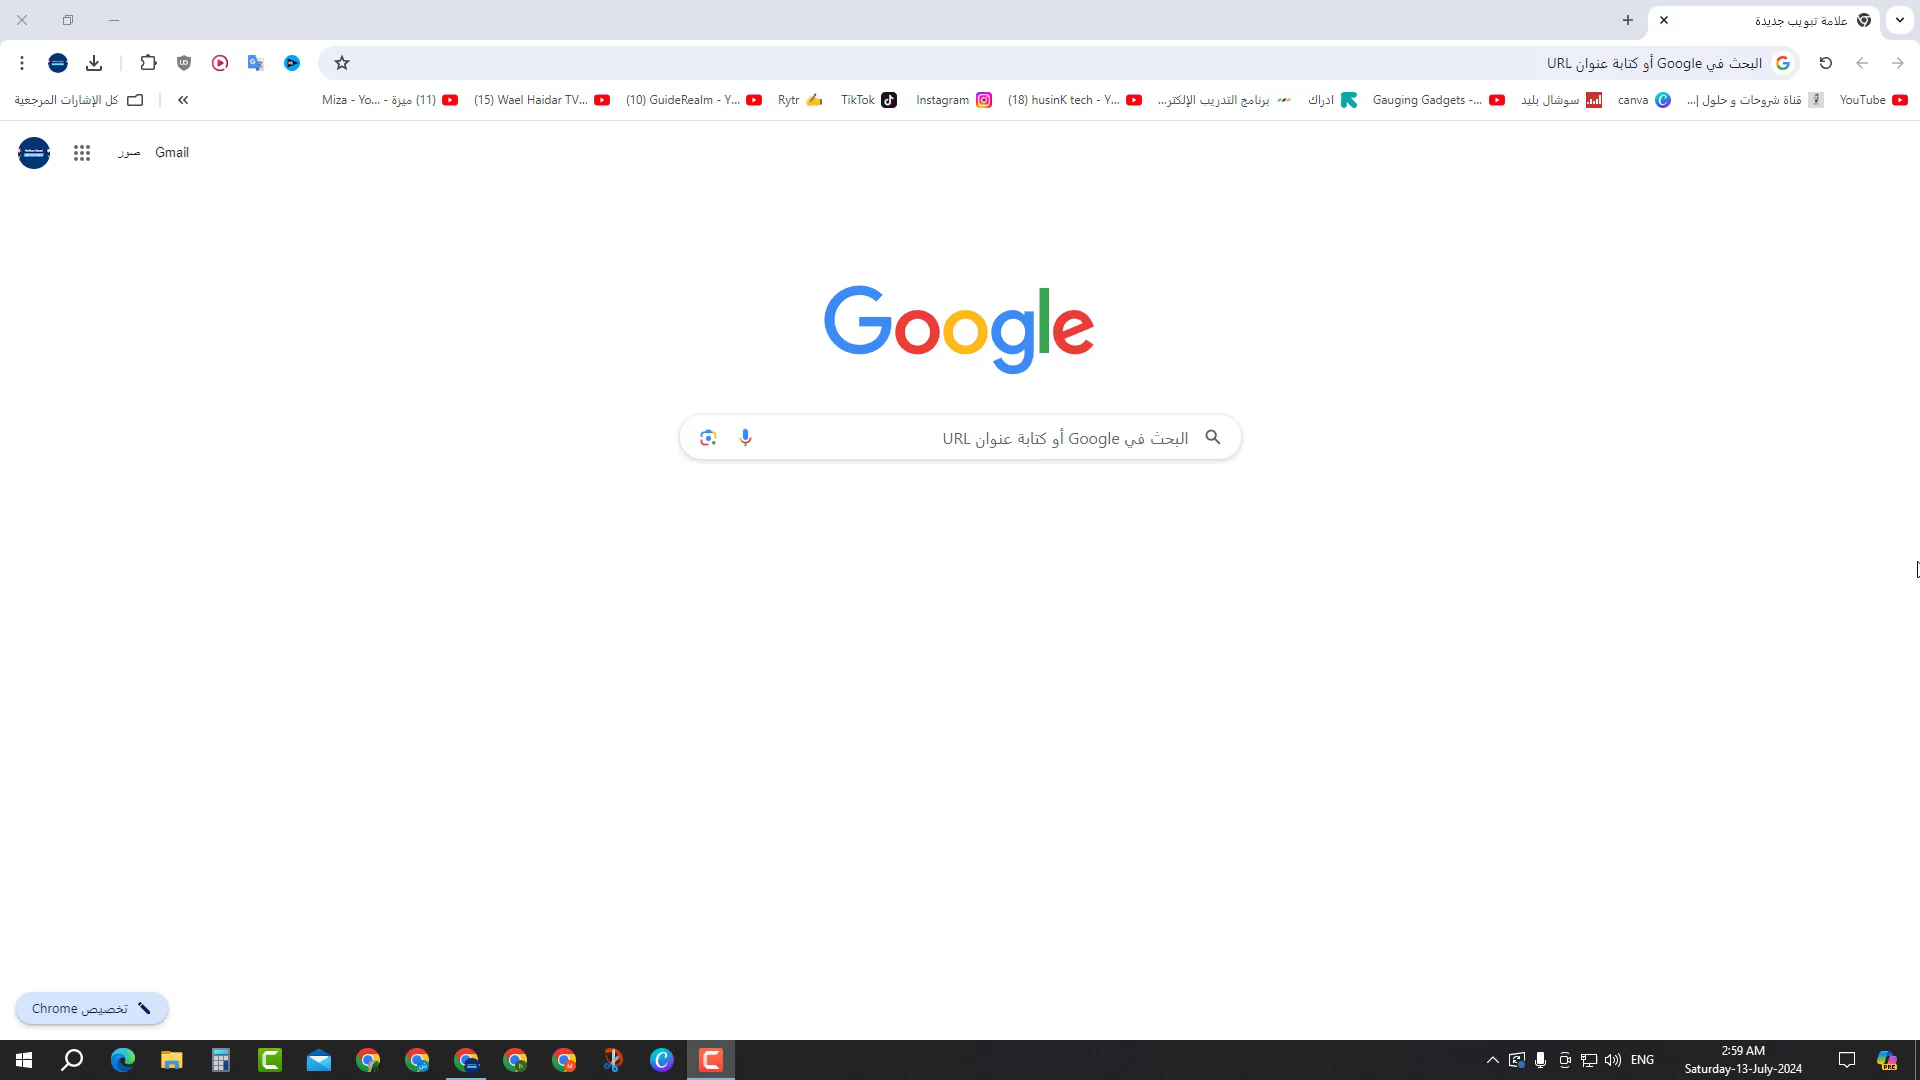 علامة تبويب جديدة
البحث في Google أو كتابة عنوان URL
YouTube
قناة شروحات و حلول |...
canva
سوشال بليد
Gauging Gadgets -...
ادراك
برنامج التدريب الإلكتر...
(18) husinK tech - Y...
Instagram
TikTok
Rytr
(10) GuideRealm - Y...
(15) Wael Haidar TV...
(11) ميزة - Miza - Yo...
كل الإشارات المرجعية
Gmail
صور
Google
البحث في Google أو كتابة عنوان URL
تخصيص Chrome
ENG
2:59 AM
Saturday-13-July-2024